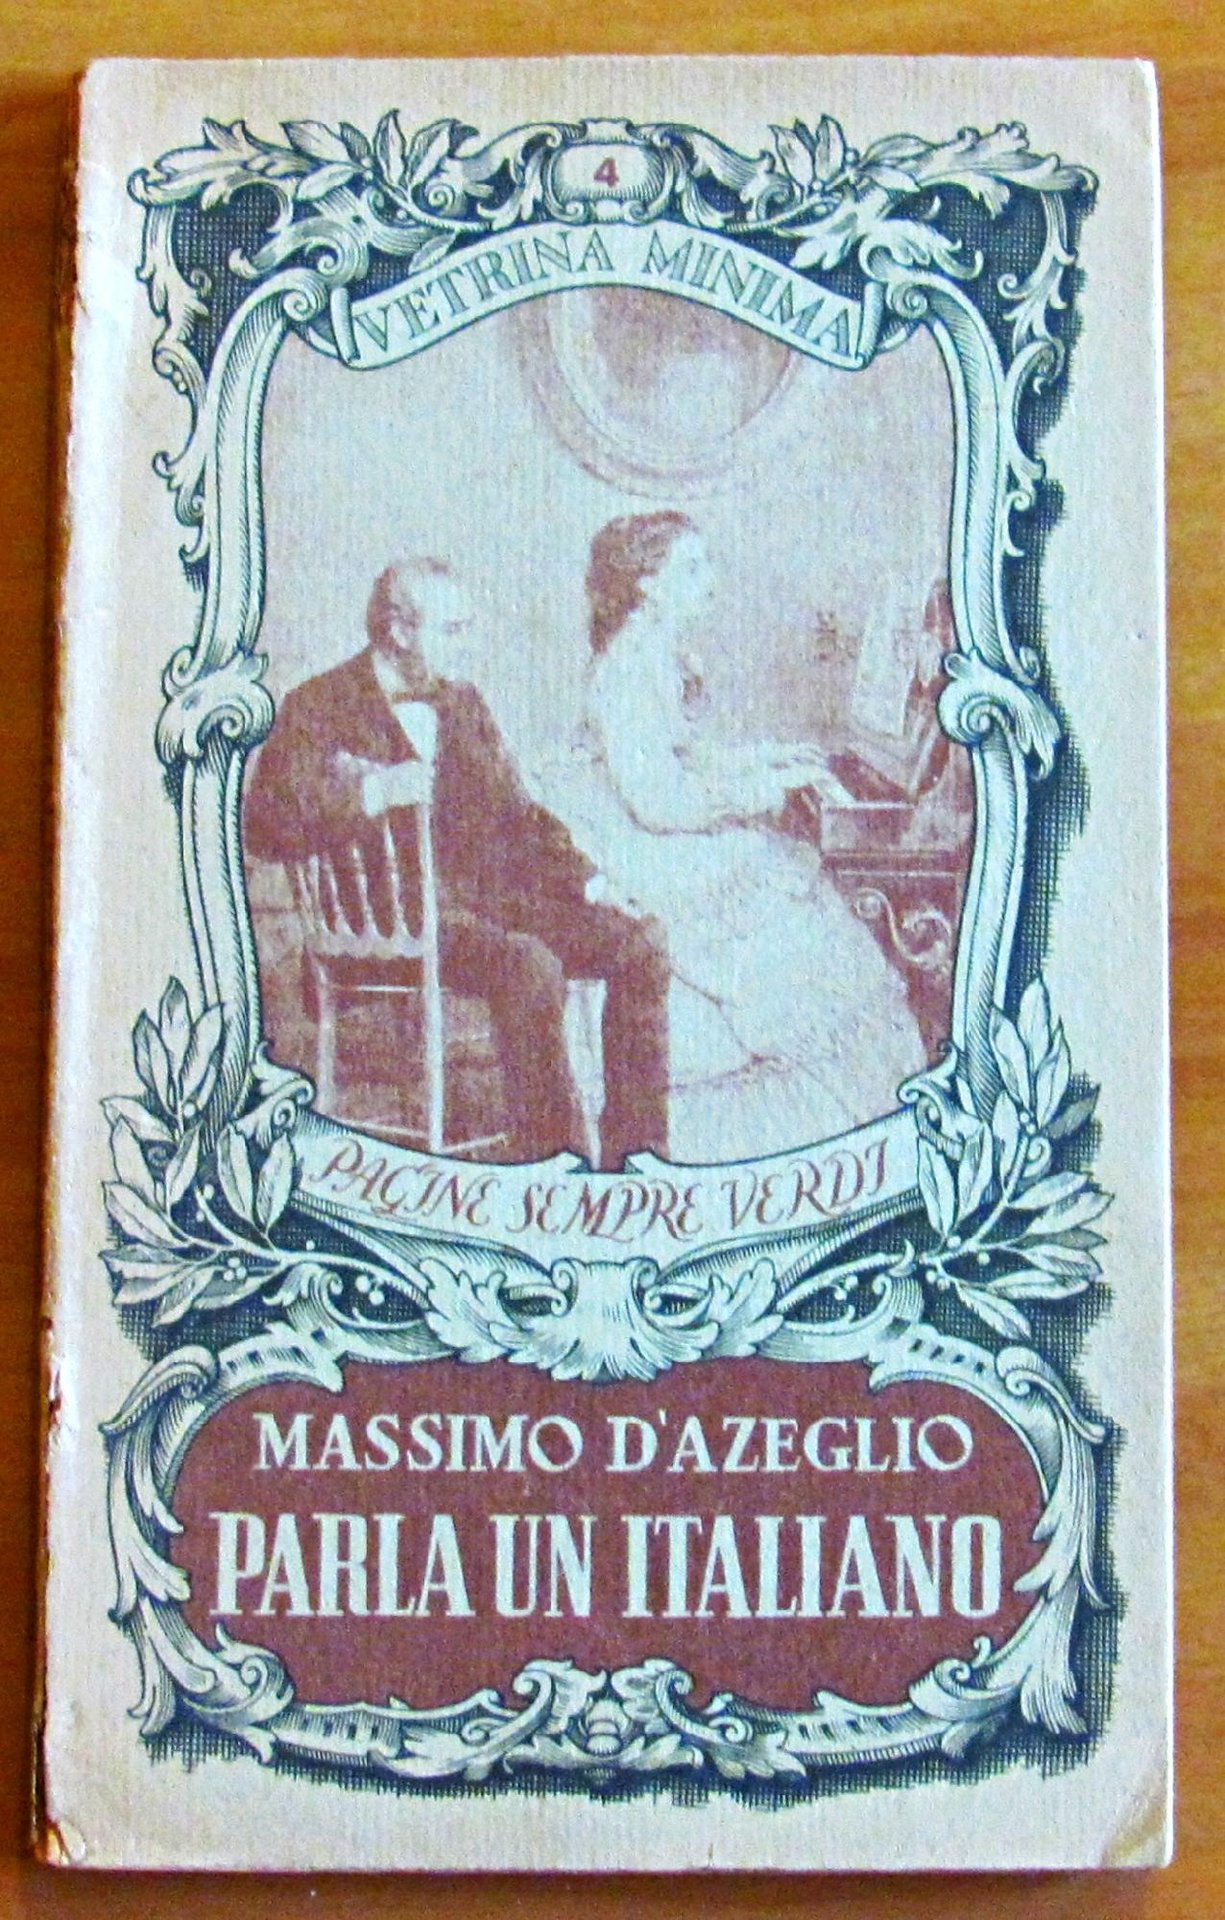 4
VETRINA MINIMA
PAGINE SEMPRE VERDI
MASSIMO D'AZEGLIO
PARLA UN ITALIANO